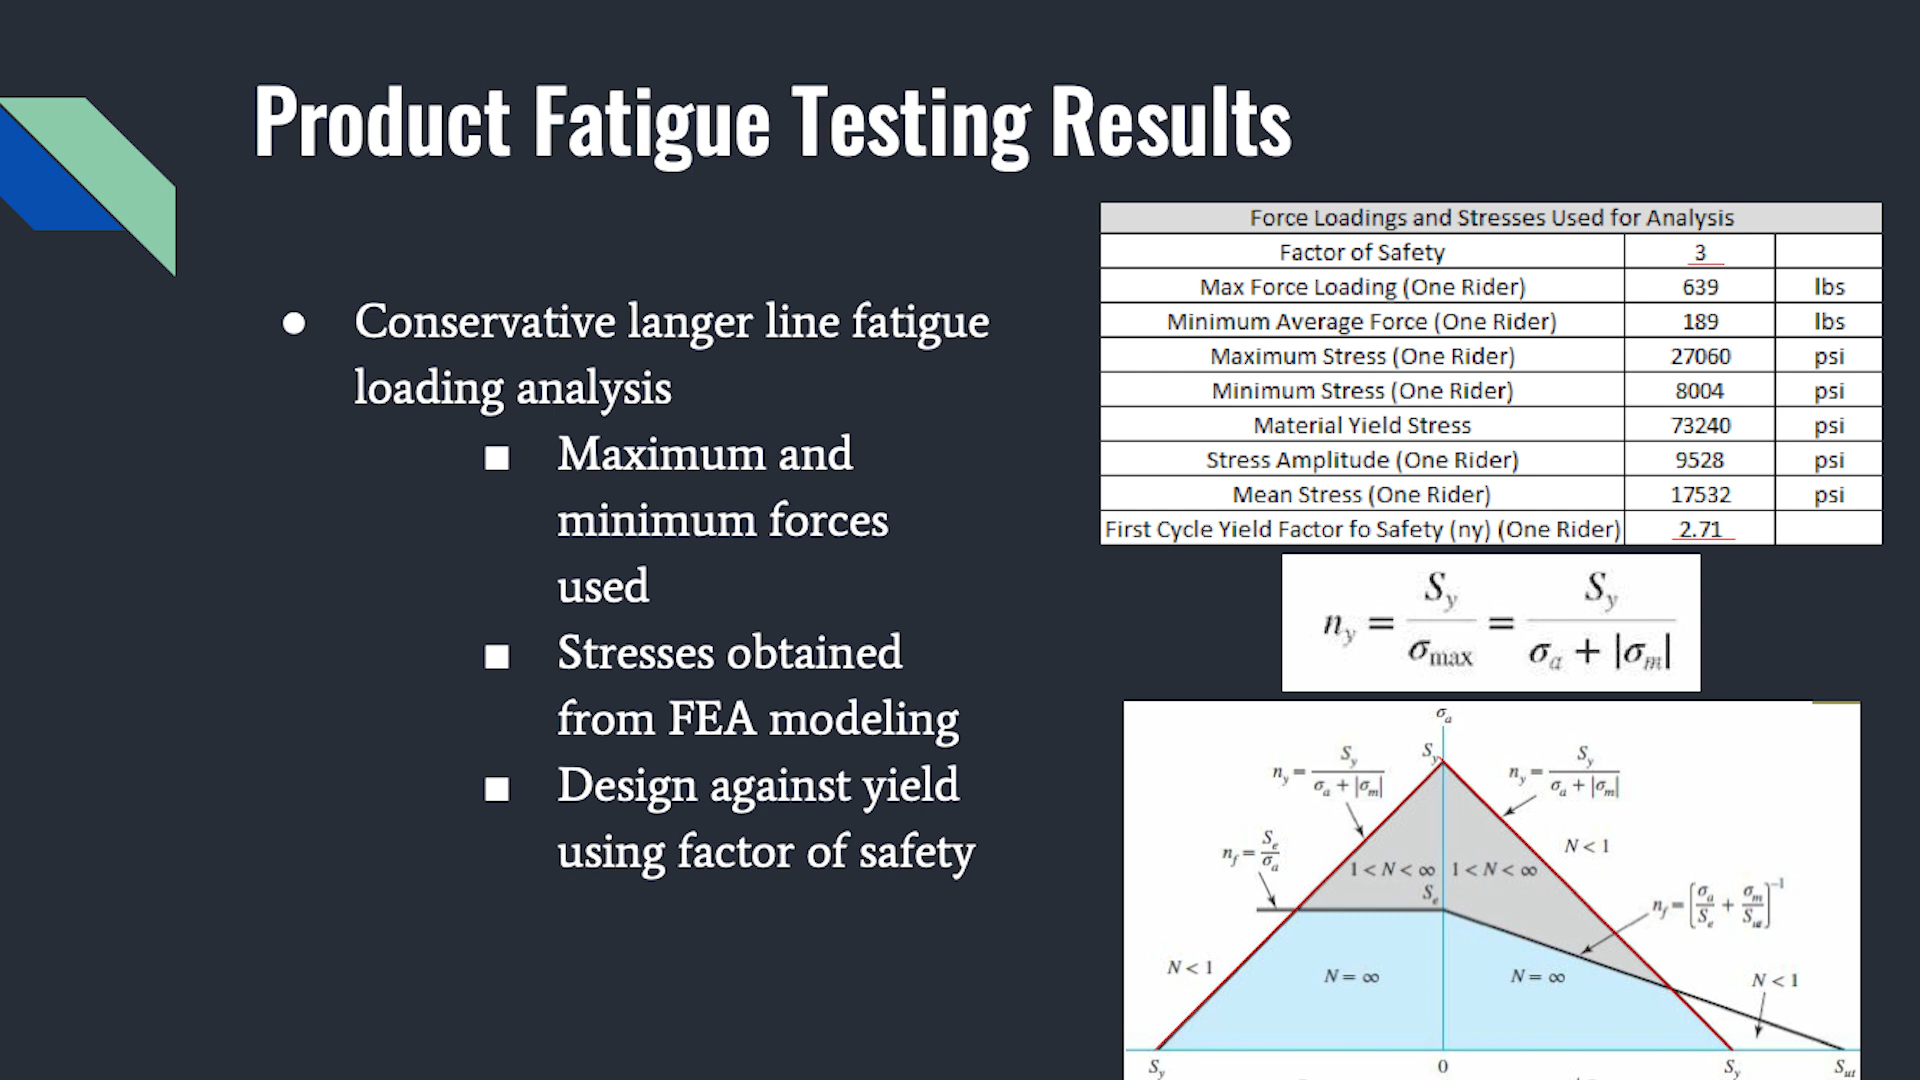 Product Fatigue Testing Results
● Conservative langer line fatigue
loading analysis
■ Maximum and
minimum forces
used
■ Stresses obtained
from FEA modeling
■ Design against yield
using factor of safety
Force Loadings and Stresses Used for Analysis
Factor of Safety 3
Max Force Loading (One Rider) 639 lbs
Minimum Average Force (One Rider) 189 lbs
Maximum Stress (One Rider) 27060 psi
Minimum Stress (One Rider) 8004 psi
Material Yield Stress 73240 psi
Stress Amplitude (One Rider) 9528 psi
Mean Stress (One Rider) 17532 psi
First Cycle Yield Factor fo Safety (ny) (One Rider) 2.71
n_y = S_y / σ_max = S_y / (σ_a + |σ_m|)
σ_a
S_y
n_y = S_y / (σ_a + |σ_m|)
n_y = S_y / (σ_a + |σ_m|)
n_f = S_e / σ_a
N < 1
1 < N < ∞
1 < N < ∞
S_e
n_f = [σ_a / S_e + σ_m / S_ut]^−1
N < 1
N = ∞
N = ∞
N < 1
S_y
0
S_y
S_ut